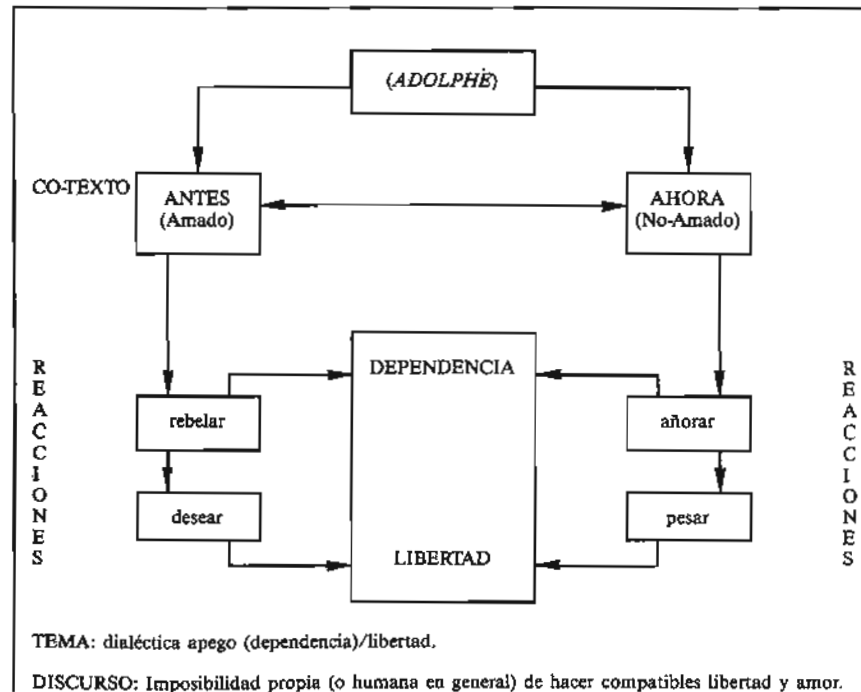 (ADOLPHE)
CO-TEXTO
ANTES
(Amado)
AHORA
(No-Amado)
REACCIONES
DEPENDENCIA
rebelar
añorar
REACCIONES
desear
pesar
LIBERTAD
TEMA: dialéctica apego (dependencia)/libertad.
DISCURSO: Imposibilidad propia (o humana en general) de hacer compatibles libertad y amor.